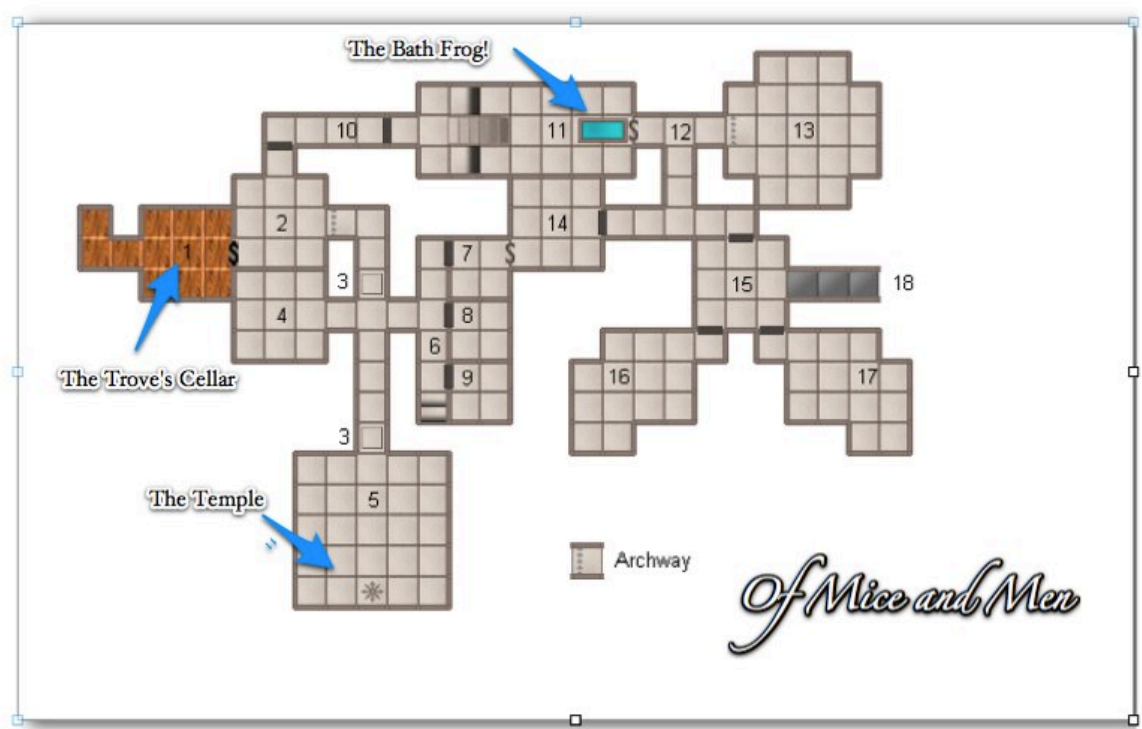 The Bath Frog!
10
11
S
12
13
2
14
1
S
7
S
3
15
18
4
8
6
The Trove's Cellar
9
16
17
3
The Temple
5
Archway
Of Mice and Men